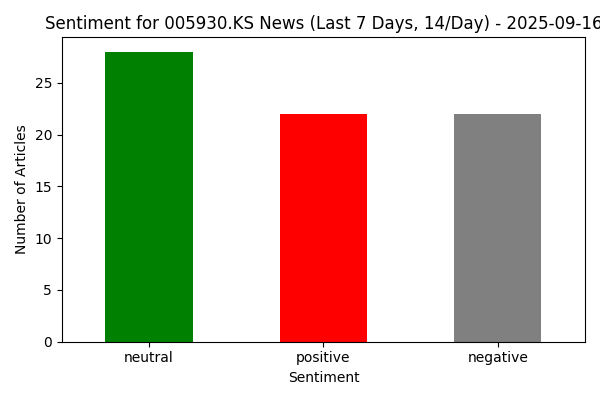 Sentiment for 005930.KS News (Last 7 Days, 14/Day) - 2025-09-16
Number of Articles
25
20
15
10
5
0
neutral positive negative
Sentiment